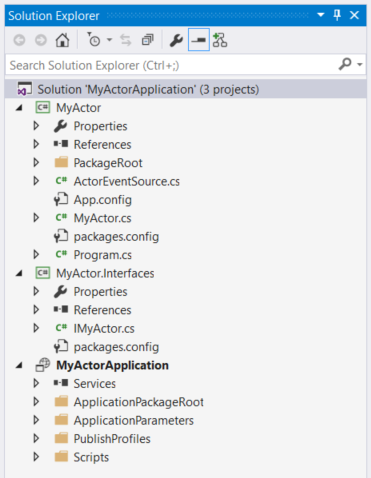 Solution Explorer
Search Solution Explorer (Ctrl+;)
Solution 'MyActorApplication' (3 projects)
C# MyActor
Properties
References
PackageRoot
C# ActorEventSource.cs
App.config
C# MyActor.cs
packages.config
C# Program.cs
C# MyActor.Interfaces
Properties
References
C# IMyActor.cs
packages.config
MyActorApplication
Services
ApplicationPackageRoot
ApplicationParameters
PublishProfiles
Scripts